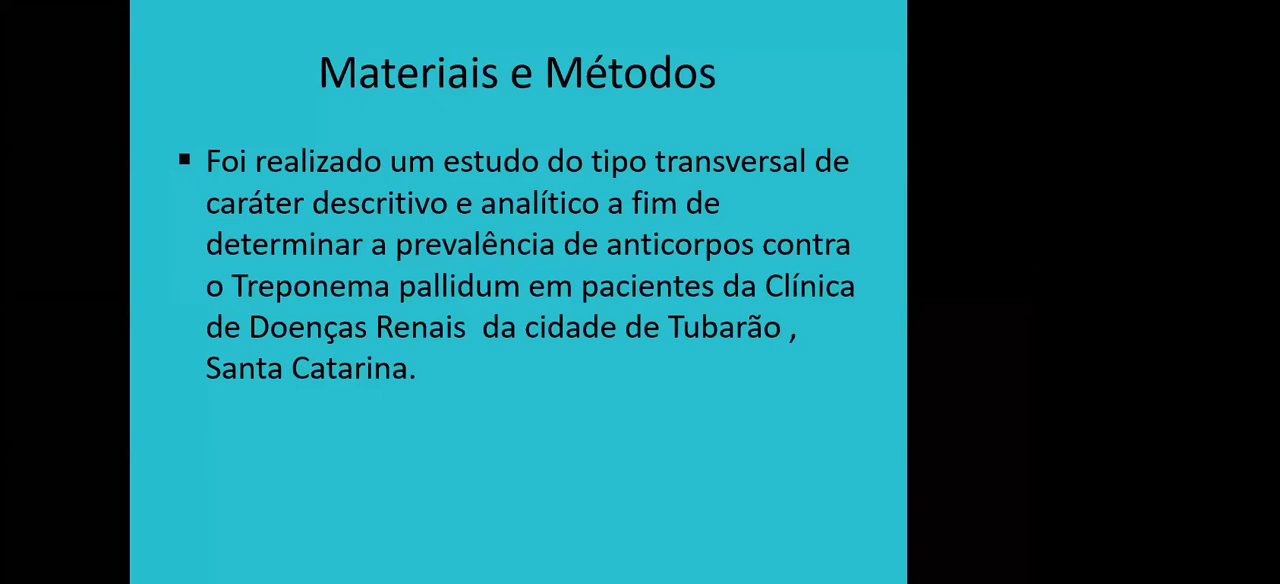 Materiais e Métodos
▪ Foi realizado um estudo do tipo transversal de
caráter descritivo e analítico a fim de
determinar a prevalência de anticorpos contra
o Treponema pallidum em pacientes da Clínica
de Doenças Renais  da cidade de Tubarão ,
Santa Catarina.